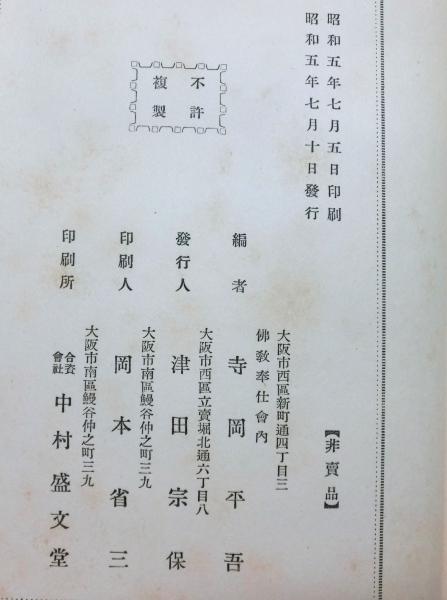 昭和五年七月五日印刷
昭和五年七月十日發行
【非賣品】
不許
複製
大阪市西區新町通四丁目三
佛敎奉仕會內
編者 寺岡平吾
大阪市西區立賣堀北通六丁目八
發行人 津田宗保
大阪市南區鰻谷仲之町三九
印刷人 岡本省三
大阪市南區鰻谷仲之町三九
印刷所 合資會社 中村盛文堂